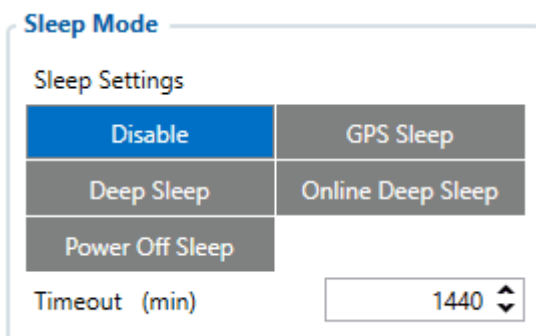 Sleep Mode
Sleep Settings
Disable GPS Sleep
Deep Sleep Online Deep Sleep
Power Off Sleep
Timeout (min) 1440